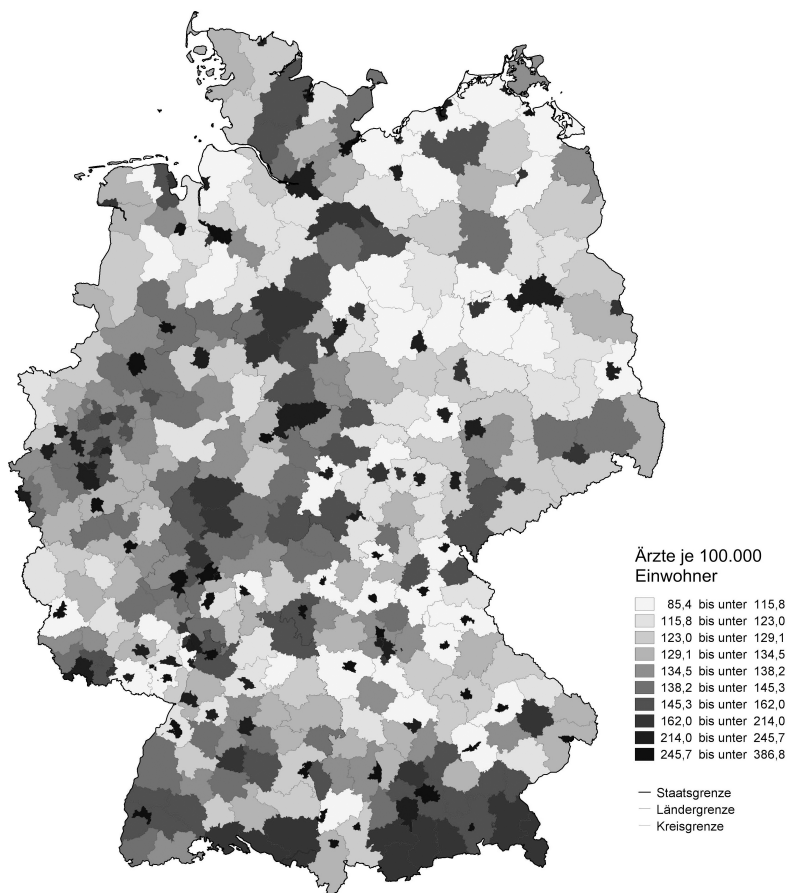 Ärzte je 100.000
Einwohner
85,4 bis unter 115,8
115,8 bis unter 123,0
123,0 bis unter 129,1
129,1 bis unter 134,5
134,5 bis unter 138,2
138,2 bis unter 145,3
145,3 bis unter 162,0
162,0 bis unter 214,0
214,0 bis unter 245,7
245,7 bis unter 386,8
Staatsgrenze
Ländergrenze
Kreisgrenze